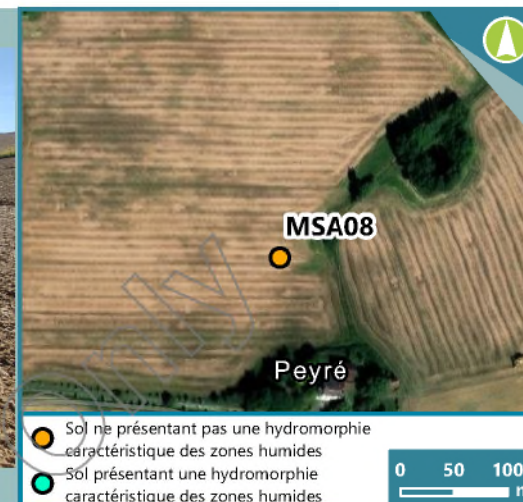 MSA08
Peyré
Sol ne présentant pas une hydromorphie
caractéristique des zones humides
Sol présentant une hydromorphie
caractéristique des zones humides
0 50 100
only